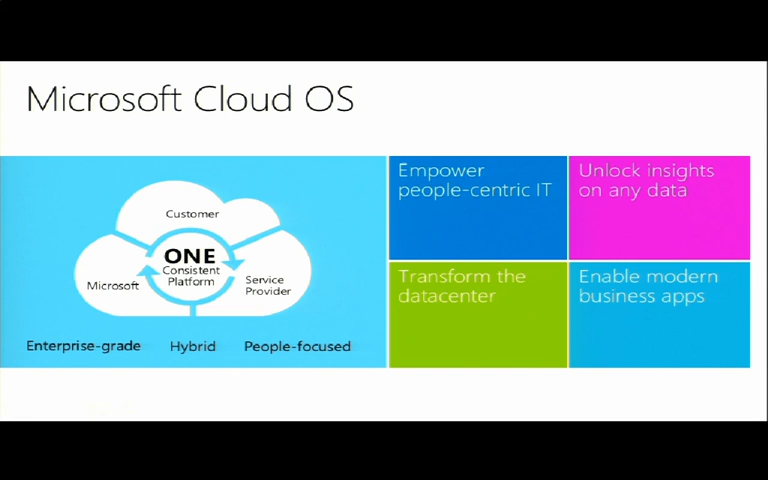 Microsoft Cloud OS
Customer
ONE
Consistent
Platform
Microsoft
Service
Provider
Enterprise-grade
Hybrid
People-focused
Empower
people-centric IT
Unlock insights
on any data
Transform the
datacenter
Enable modern
business apps